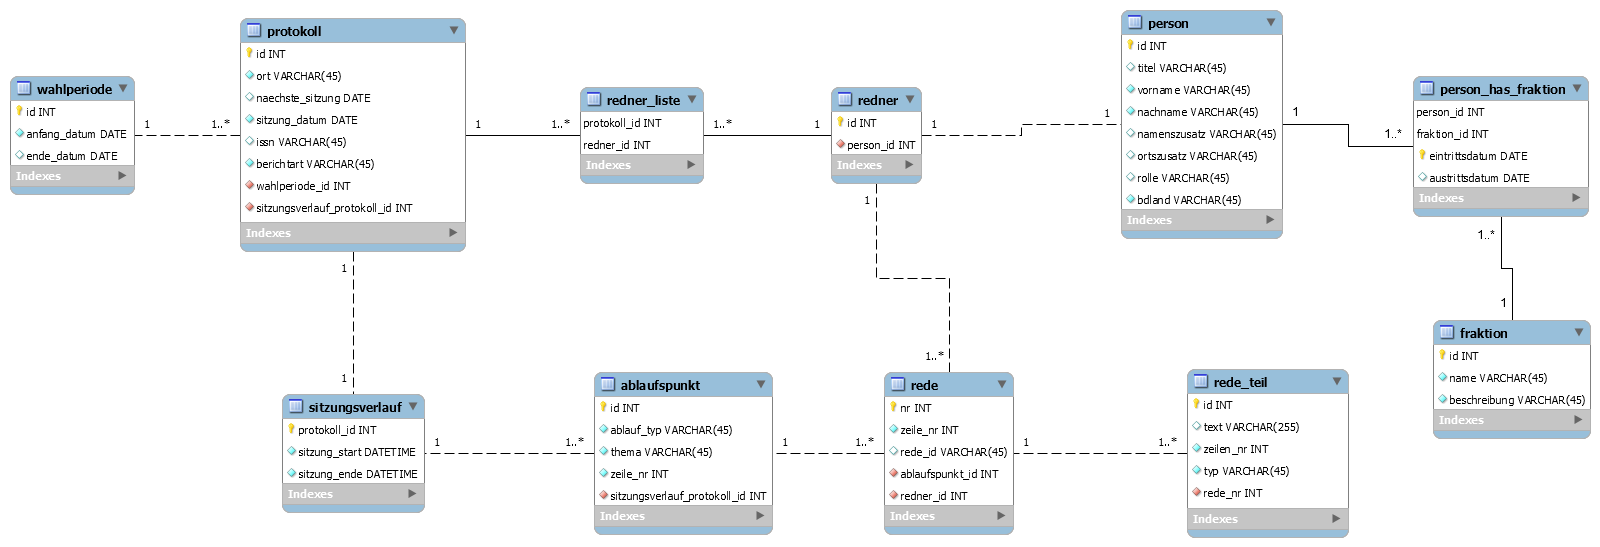 wahlperiode
id INT
anfang_datum DATE
ende_datum DATE
Indexes
1
1..*
protokoll
id INT
ort VARCHAR(45)
naechste_sitzung DATE
sitzung_datum DATE
issn VARCHAR(45)
berichtart VARCHAR(45)
wahlperiode_id INT
sitzungsverlauf_protokoll_id INT
Indexes
1
1..*
redner_liste
protokoll_id INT
redner_id INT
Indexes
1..*
1
redner
id INT
person_id INT
Indexes
1
1
person
id INT
titel VARCHAR(45)
vorname VARCHAR(45)
nachname VARCHAR(45)
namenszusatz VARCHAR(45)
ortszusatz VARCHAR(45)
rolle VARCHAR(45)
bdland VARCHAR(45)
Indexes
1
1..*
person_has_fraktion
person_id INT
fraktion_id INT
eintrittsdatum DATE
austrittsdatum DATE
Indexes
1..*
1
fraktion
id INT
name VARCHAR(45)
beschreibung VARCHAR(45)
Indexes
1
1
sitzungsverlauf
protokoll_id INT
sitzung_start DATETIME
sitzung_ende DATETIME
Indexes
1
1..*
ablaufspunkt
id INT
ablauf_typ VARCHAR(45)
thema VARCHAR(45)
zeile_nr INT
sitzungsverlauf_protokoll_id INT
Indexes
1
1..*
1
1..*
rede
nr INT
zeile_nr INT
rede_id VARCHAR(45)
ablaufspunkt_id INT
redner_id INT
Indexes
1
1..*
rede_teil
id INT
text VARCHAR(255)
zeilen_nr INT
typ VARCHAR(45)
rede_nr INT
Indexes